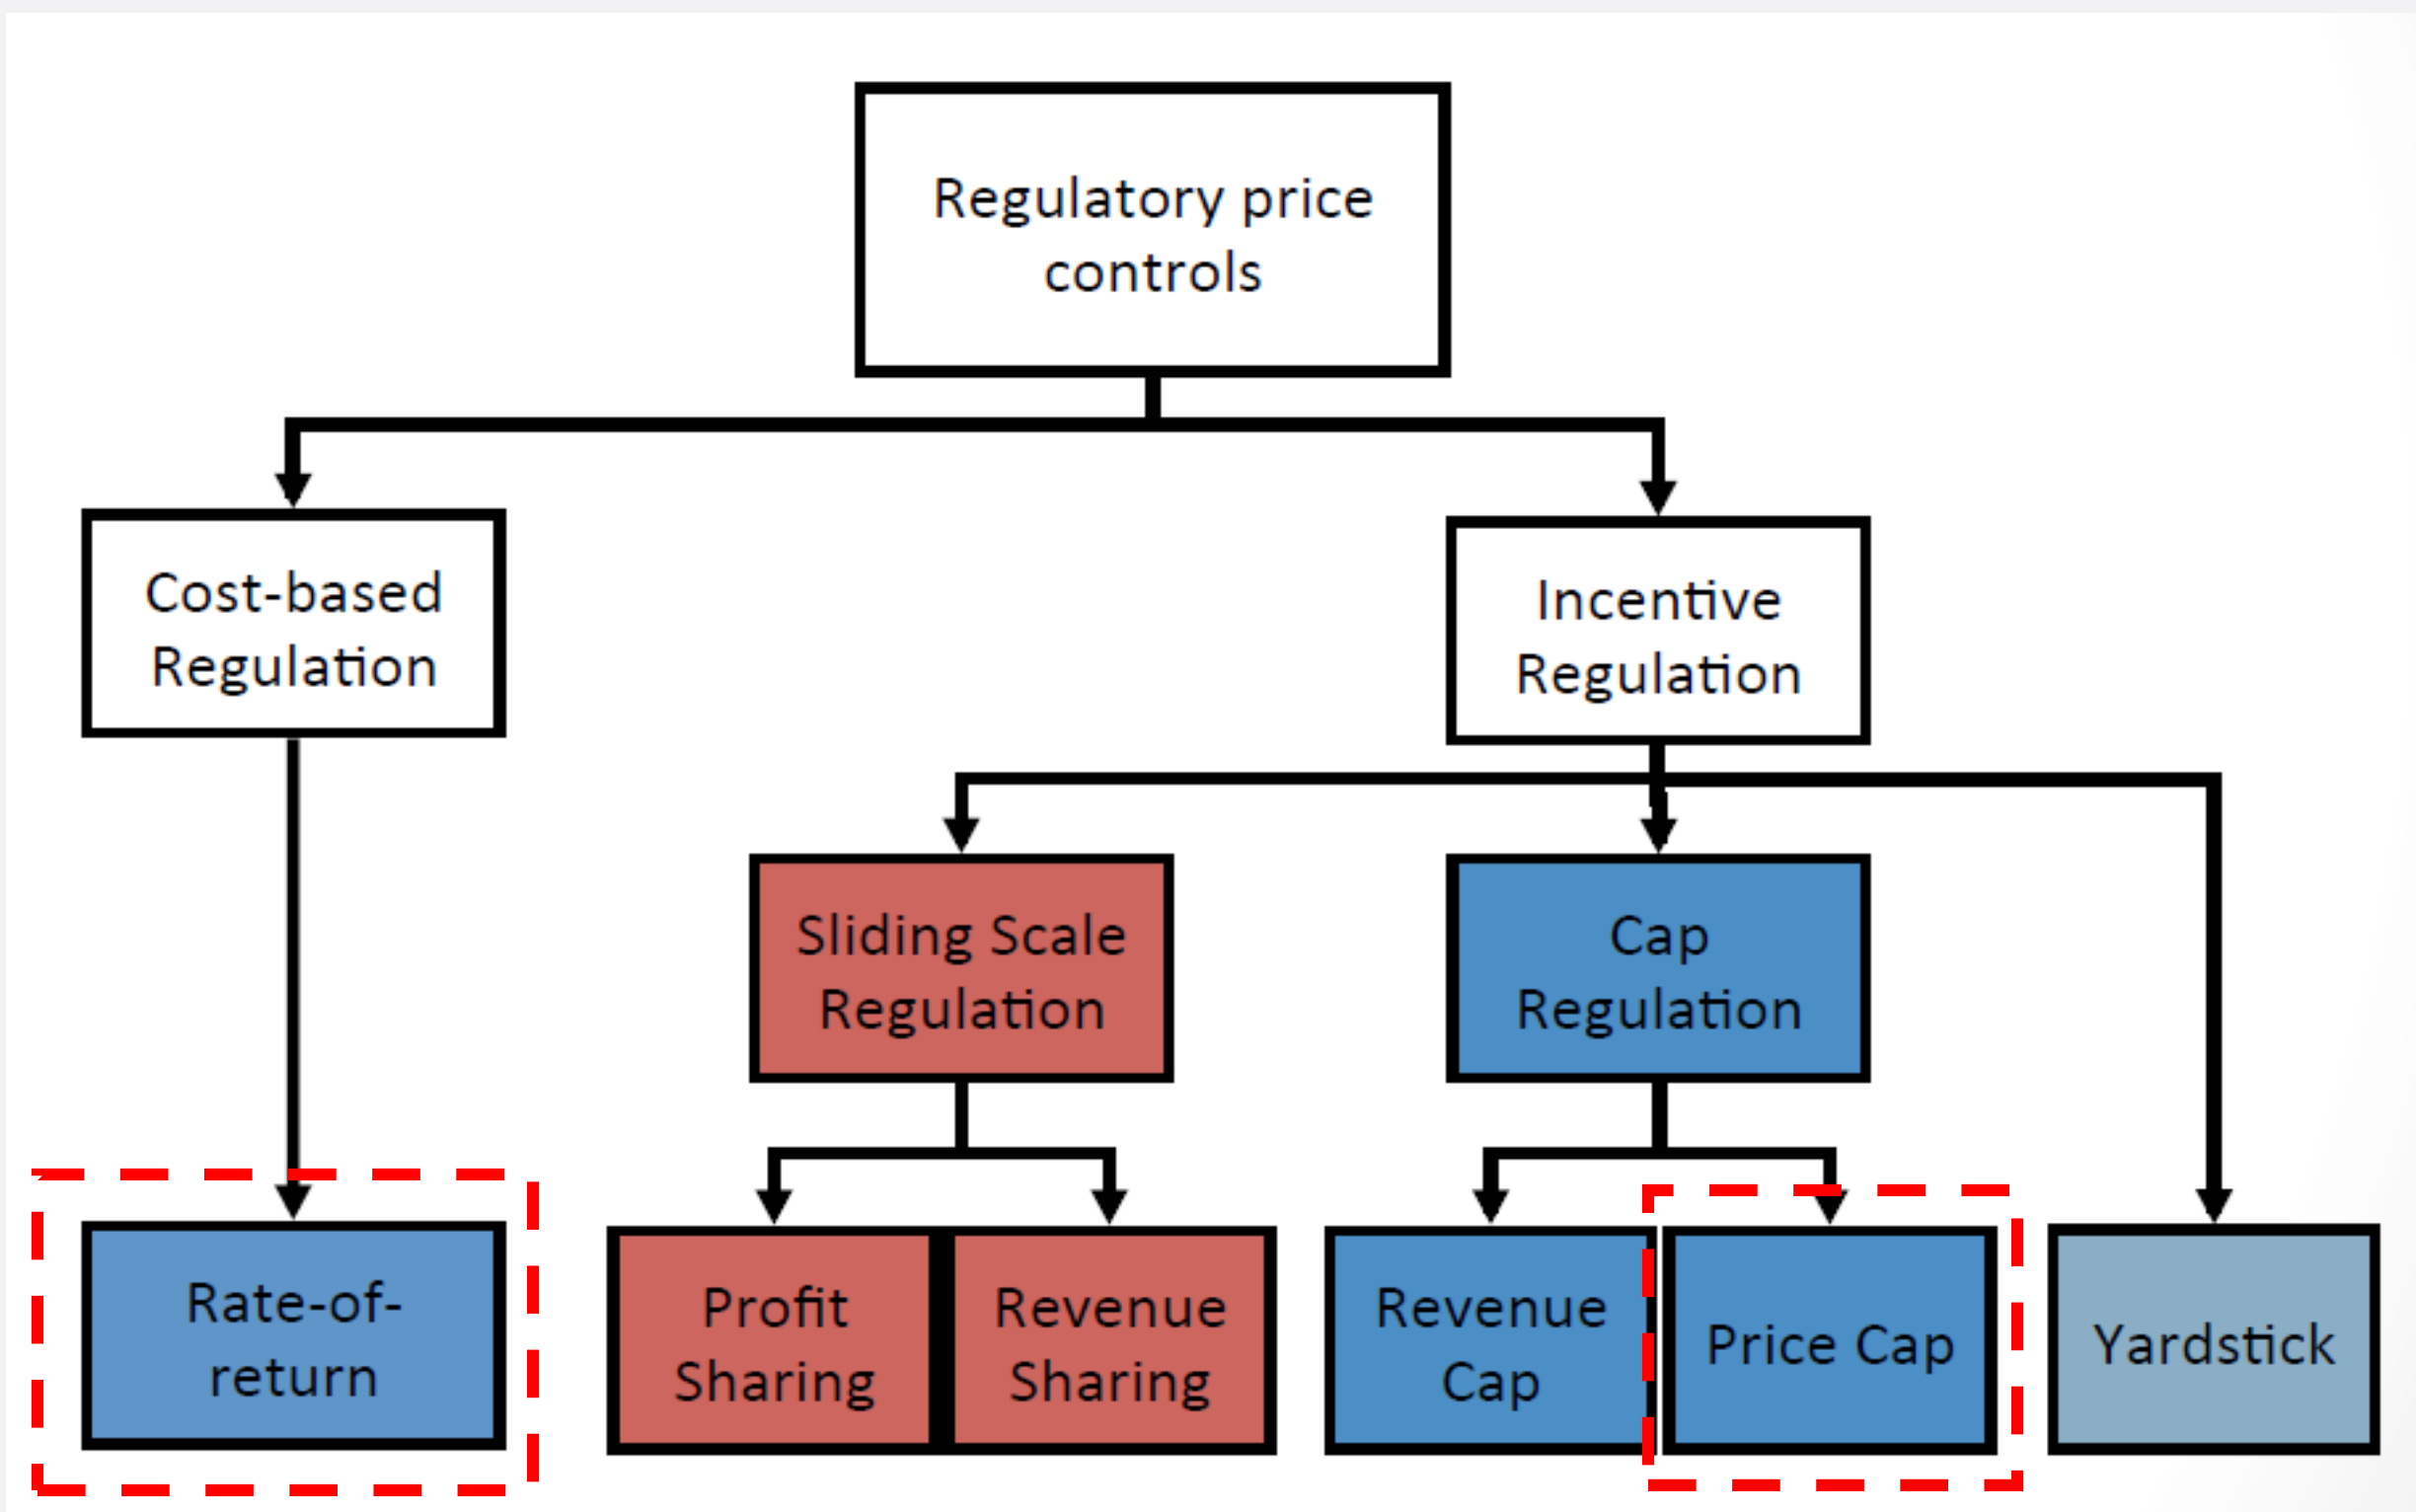 Regulatory price
controls
Cost-based
Regulation
Incentive
Regulation
Sliding Scale
Regulation
Cap
Regulation
Rate-of-
return
Profit
Sharing
Revenue
Sharing
Revenue
Cap
Price Cap
Yardstick